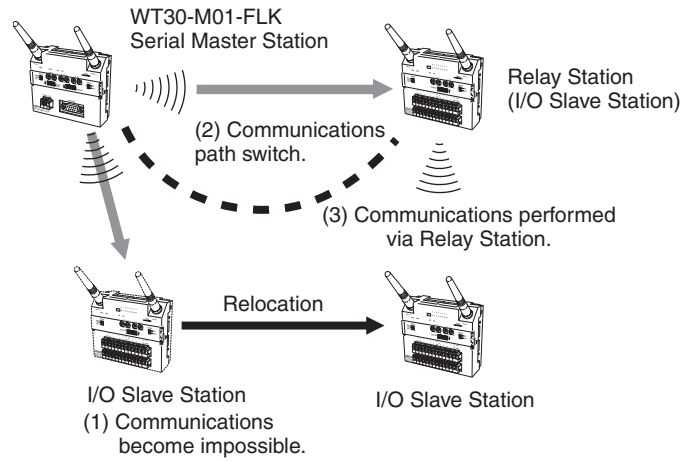 WT30-M01-FLK
Serial Master Station
Relay Station
(I/O Slave Station)
(2) Communications
path switch.
(3) Communications performed
via Relay Station.
Relocation
I/O Slave Station
(1) Communications
become impossible.
I/O Slave Station